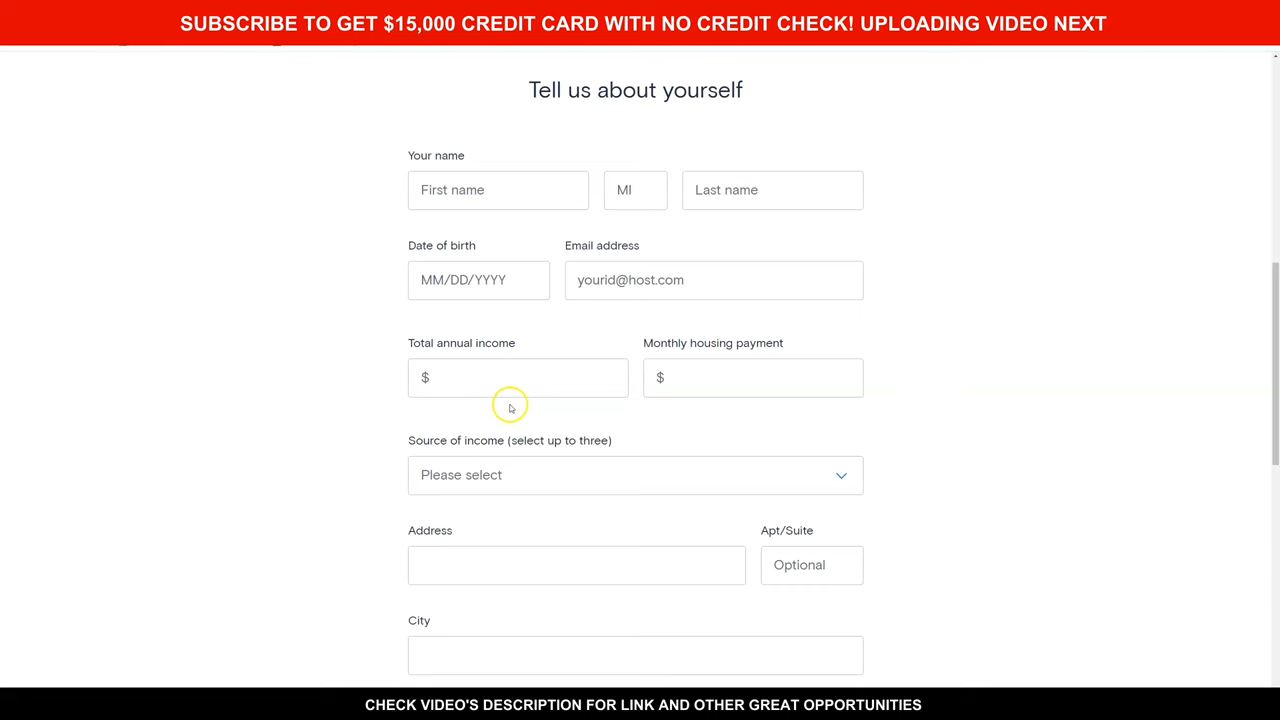 SUBSCRIBE TO GET $15,000 CREDIT CARD WITH NO CREDIT CHECK! UPLOADING VIDEO NEXT
Tell us about yourself
Your name
First name MI Last name
Date of birth Email address
MM/DD/YYYY yourid@host.com
Total annual income Monthly housing payment
$ $
Source of income (select up to three)
Please select
Address Apt/Suite
Optional
City
CHECK VIDEO'S DESCRIPTION FOR LINK AND OTHER GREAT OPPORTUNITIES